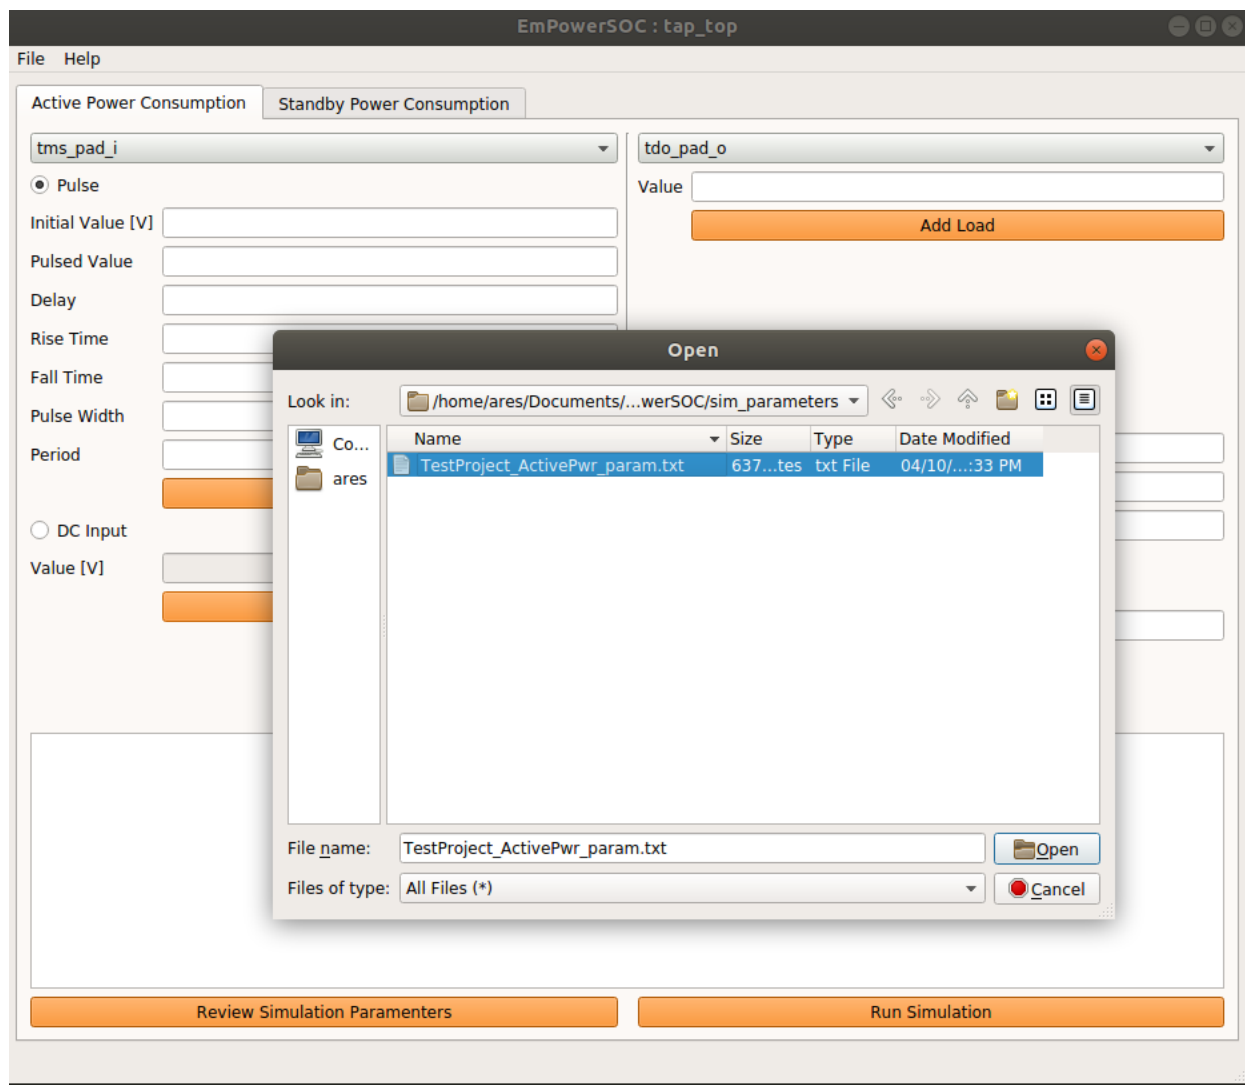 EmPowerSOC : tap_top
File Help
Active Power Consumption Standby Power Consumption
tms_pad_i tdo_pad_o
Pulse Value
Add Load
Initial Value [V]
Pulsed Value
Delay
Rise Time
Open
Fall Time
Look in: /home/ares/Documents/...werSOC/sim_parameters
Pulse Width
Name Size Type Date Modified
Co...
Period
TestProject_ActivePwr_param.txt 637...tes txt File 04/10/...:33 PM
ares
DC Input
Value [V]
File name: TestProject_ActivePwr_param.txt Open
Files of type: All Files (*) Cancel
Review Simulation Paramenters Run Simulation